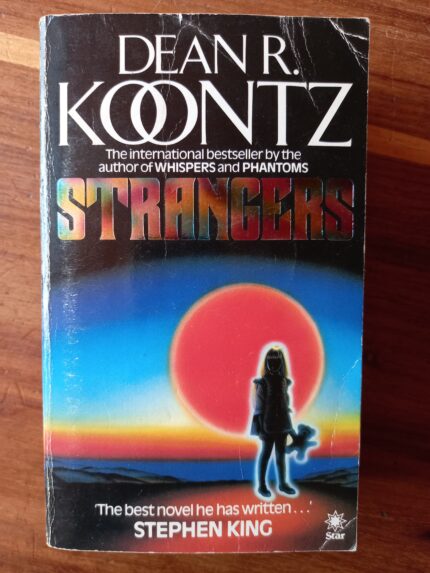 DEAN R.
KOONTZ
The international bestseller by the
author of WHISPERS and PHANTOMS
STRANGERS
'The best novel he has written...'
STEPHEN KING
Star